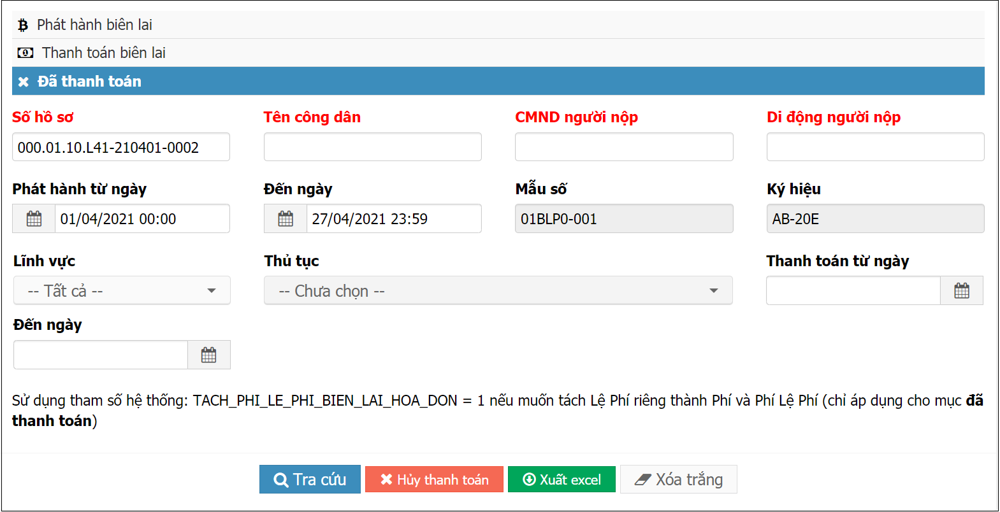 Phát hành biên lai
Thanh toán biên lai
Đã thanh toán
Số hồ sơ
Tên công dân
CMND người nộp
Di động người nộp
000.01.10.L41-210401-0002
Phát hành từ ngày
Đến ngày
Mẫu số
Ký hiệu
01/04/2021 00:00
27/04/2021 23:59
01BLP0-001
AB-20E
Lĩnh vực
Thủ tục
Thanh toán từ ngày
-- Tất cả --
-- Chưa chọn --
Đến ngày
Sử dụng tham số hệ thống: TACH_PHI_LE_PHI_BIEN_LAI_HOA_DON = 1 nếu muốn tách Lệ Phí riêng thành Phí và Phí Lệ Phí (chỉ áp dụng cho mục đã
thanh toán)
Tra cứu
Hủy thanh toán
Xuất excel
Xóa trắng